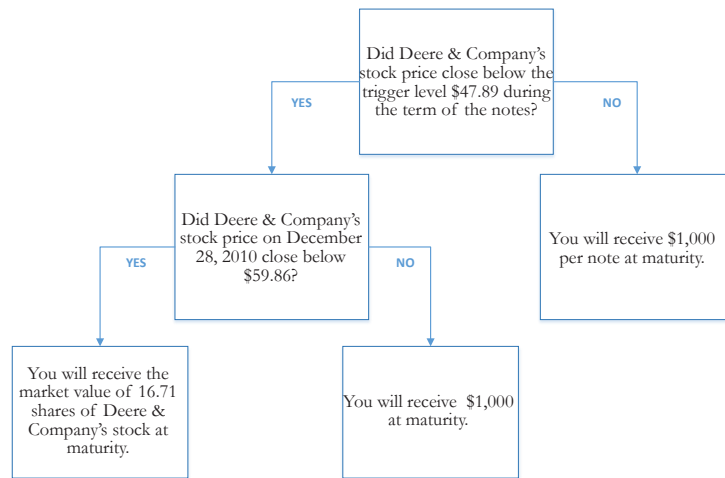 Did Deere & Company’s
stock price close below the
trigger level $47.89 during
the term of the notes?
YES
NO
Did Deere & Company’s
stock price on December
28, 2010 close below
$59.86?
You will receive $1,000
per note at maturity.
YES
NO
You will receive the
market value of 16.71
shares of Deere &
Company’s stock at
maturity.
You will receive $1,000
at maturity.